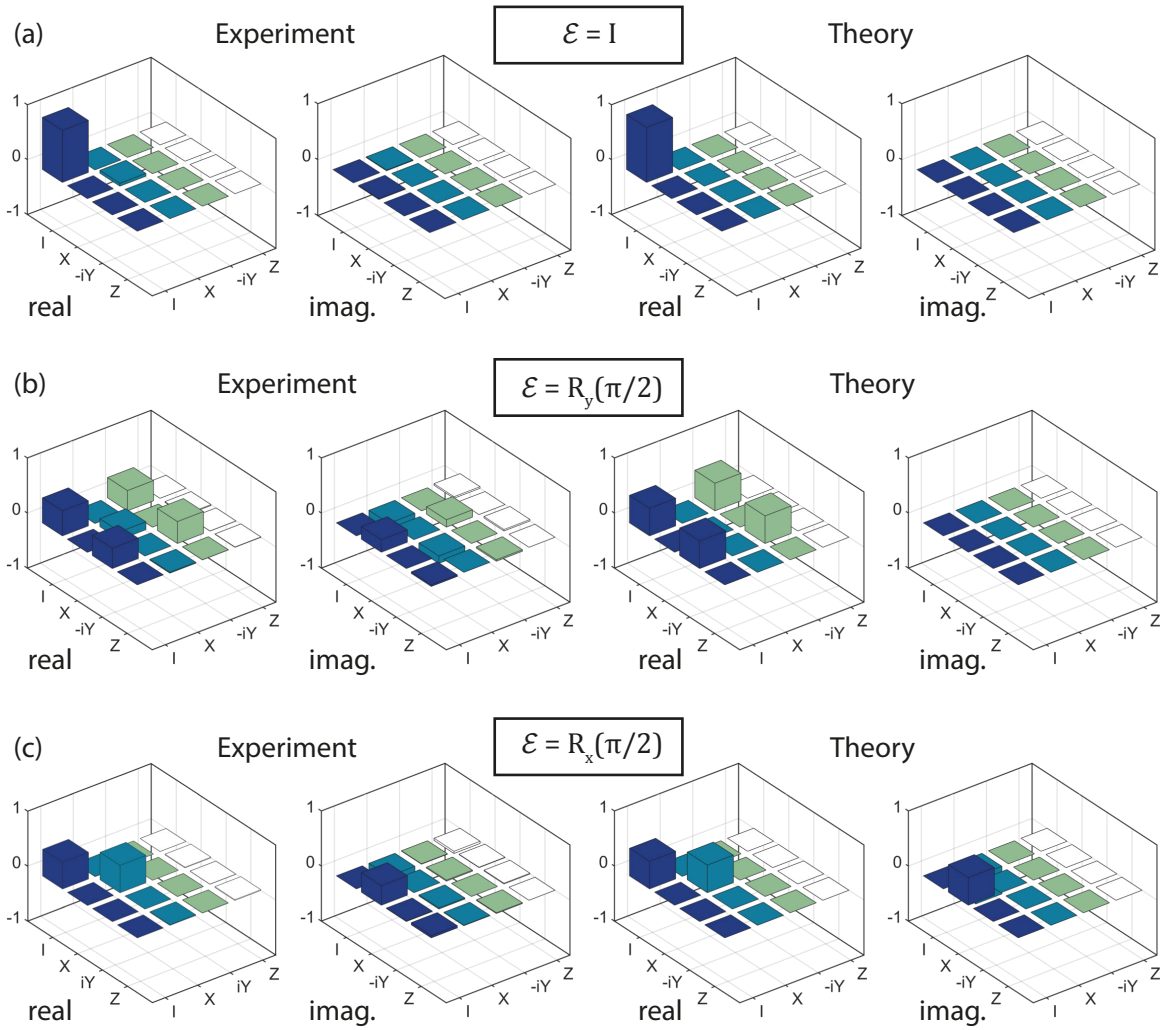 (a) Experiment ℰ = I Theory
1 0 -1 I X -iY Z I X -iY Z real
1 0 -1 I X -iY Z I X -iY Z imag.
1 0 -1 I X -iY Z I X -iY Z real
1 0 -1 I X -iY Z I X -iY Z imag.
(b) Experiment ℰ = R_y(π/2) Theory
1 0 -1 I X -iY Z I X -iY Z real
1 0 -1 I X -iY Z I X -iY Z imag.
1 0 -1 I X -iY Z I X -iY Z real
1 0 -1 I X -iY Z I X -iY Z imag.
(c) Experiment ℰ = R_x(π/2) Theory
1 0 -1 I X iY Z I X iY Z real
1 0 -1 I X -iY Z I X -iY Z imag.
1 0 -1 I X -iY Z I X -iY Z real
1 0 -1 I X -iY Z I X -iY Z imag.